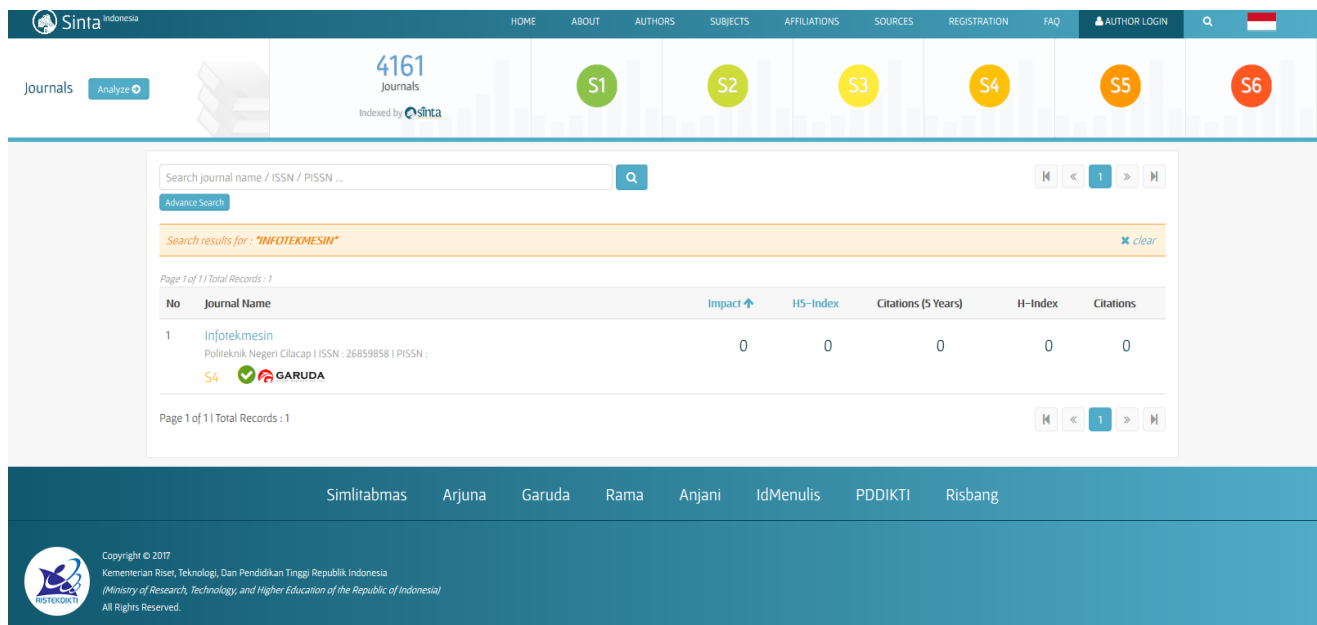 Sinta Indonesia
HOME ABOUT AUTHORS SUBJECTS AFFILIATIONS SOURCES REGISTRATION FAQ AUTHOR LOGIN
Journals Analyze
4161
Journals
Indexed by sinta
S1 S2 S3 S4 S5 S6
Search journal name / ISSN / PISSN ...
1
Advance Search
Search results for : "INFOTEKMESIN"
clear
Page 1 of 1 | Total Records : 1
No Journal Name Impact H5-Index Citations (5 Years) H-Index Citations
1 Infotekmesin 0 0 0 0 0
Politeknik Negeri Cilacap | ISSN : 26859858 | PISSN :
S4 GARUDA
Page 1 of 1 | Total Records : 1
1
Simlitabmas Arjuna Garuda Rama Anjani IdMenulis PDDIKTI Risbang
RISTEKDIKTI
Copyright © 2017
Kementerian Riset, Teknologi, Dan Pendidikan Tinggi Republik Indonesia
(Ministry of Research, Technology, and Higher Education of the Republic of Indonesia)
All Rights Reserved.